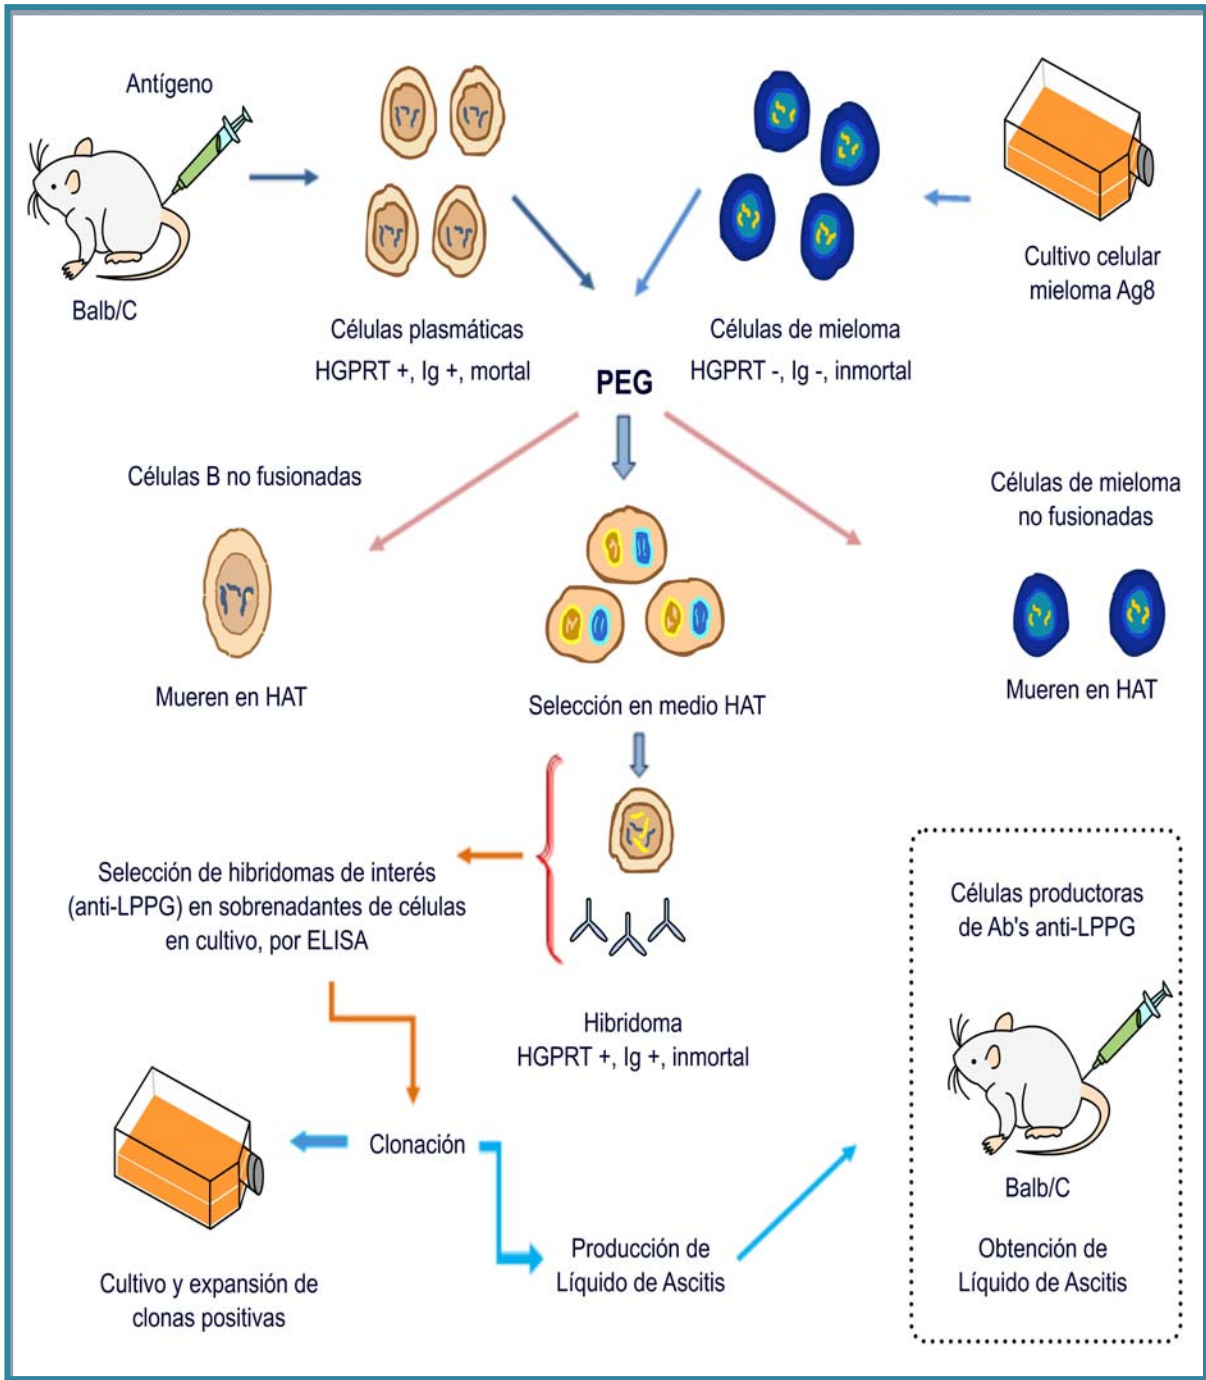 Antígeno
Balb/C
Células plasmáticas
HGPRT +, Ig +, mortal
Células de mieloma
HGPRT -, Ig -, inmortal
Cultivo celular
mieloma Ag8
PEG
Células B no fusionadas
Mueren en HAT
Selección en medio HAT
Células de mieloma
no fusionadas
Mueren en HAT
Selección de hibridomas de interés
(anti-LPPG) en sobrenadantes de células
en cultivo, por ELISA
Hibridoma
HGPRT +, Ig +, inmortal
Clonación
Cultivo y expansión de
clonas positivas
Producción de
Líquido de Ascitis
Células productoras
de Ab's anti-LPPG
Balb/C
Obtención de
Líquido de Ascitis